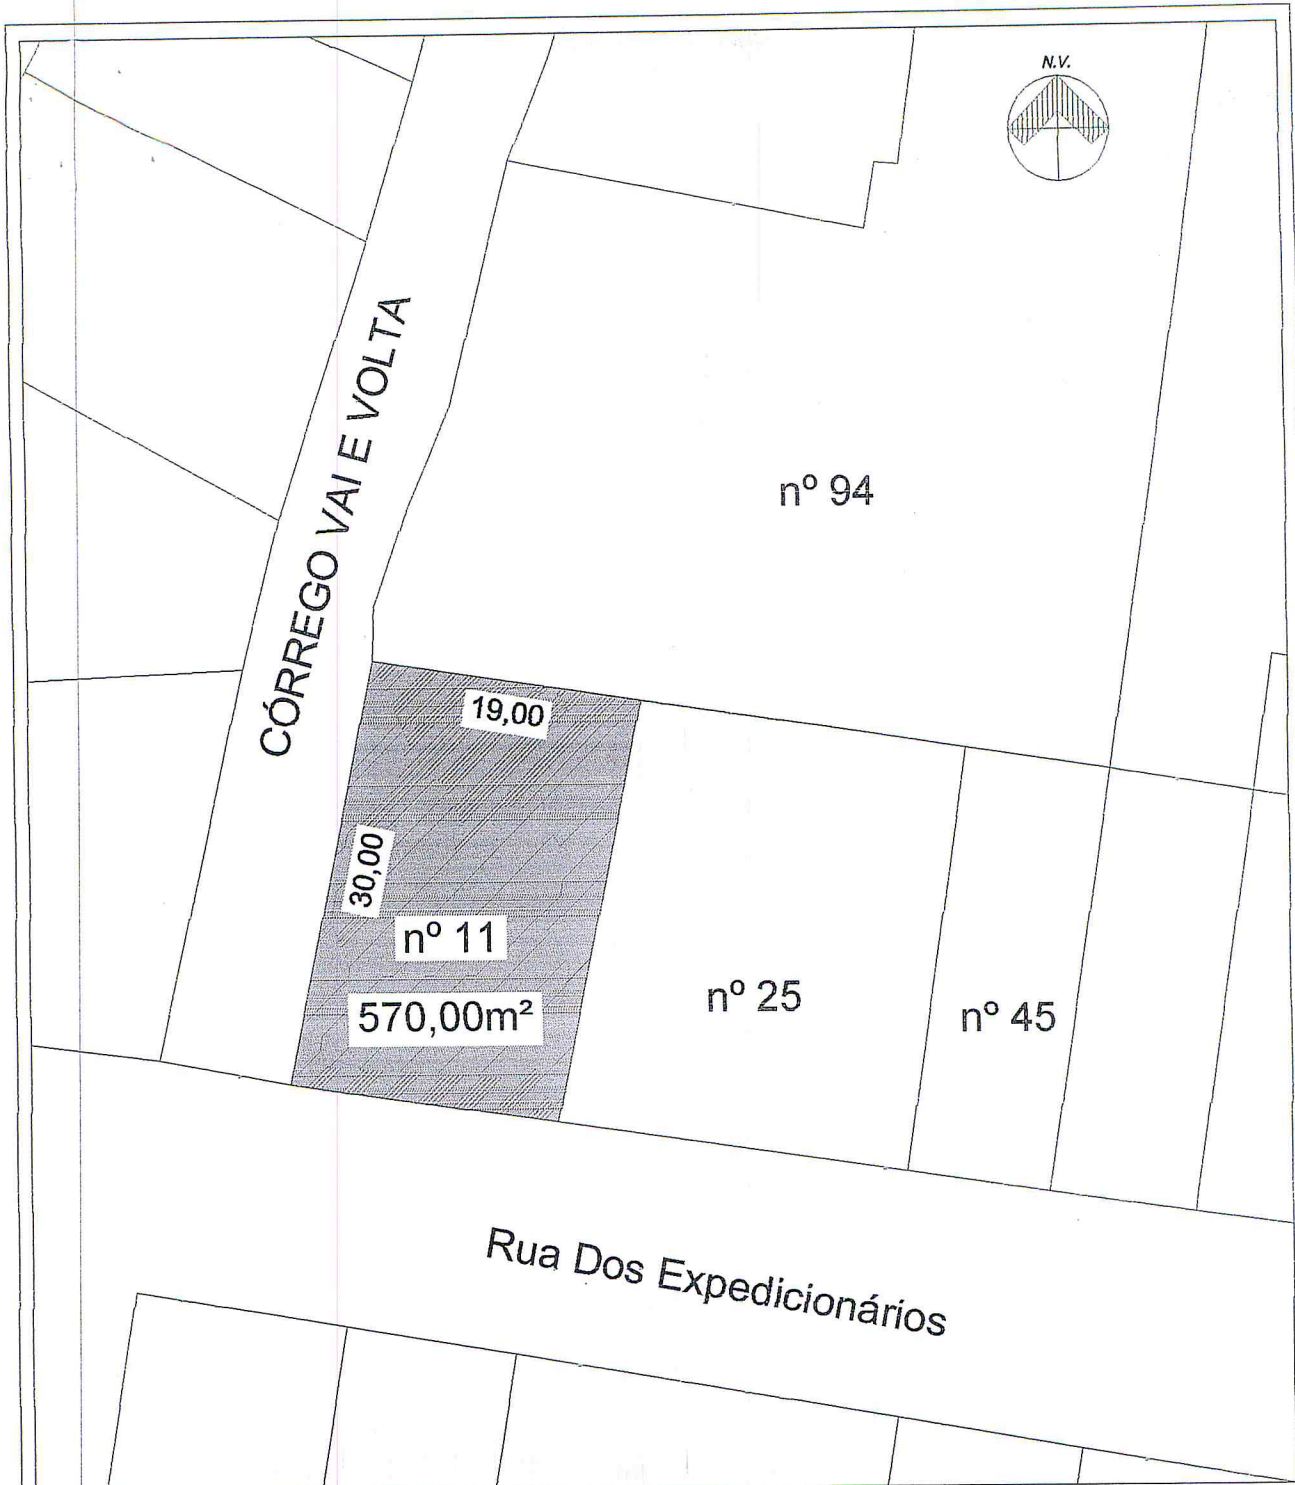 N.V.
CÓRREGO VAI E VOLTA
nº 94
19,00
30,00
nº 11
570,00m²
nº 25
nº 45
Rua Dos Expedicionários